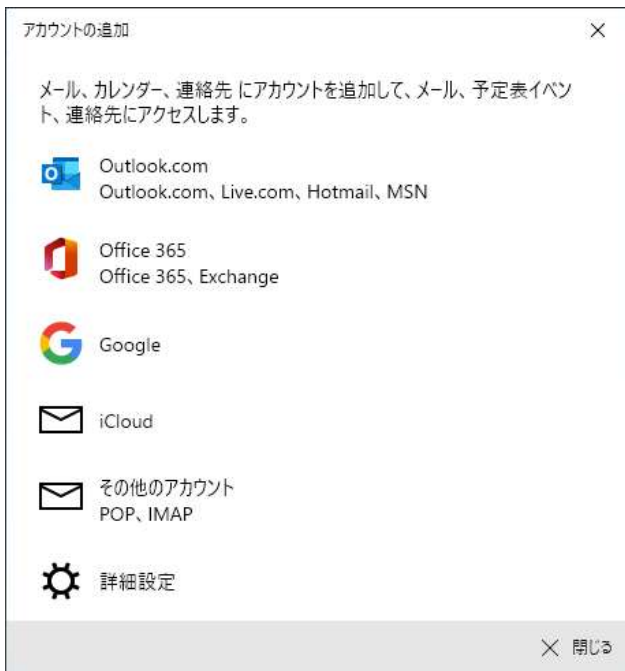 アカウントの追加
メール、カレンダー、連絡先 にアカウントを追加して、メール、予定表イベン
ト、連絡先にアクセスします。
Outlook.com
Outlook.com、Live.com、Hotmail、MSN
Office 365
Office 365、Exchange
Google
iCloud
その他のアカウント
POP、IMAP
詳細設定
閉じる